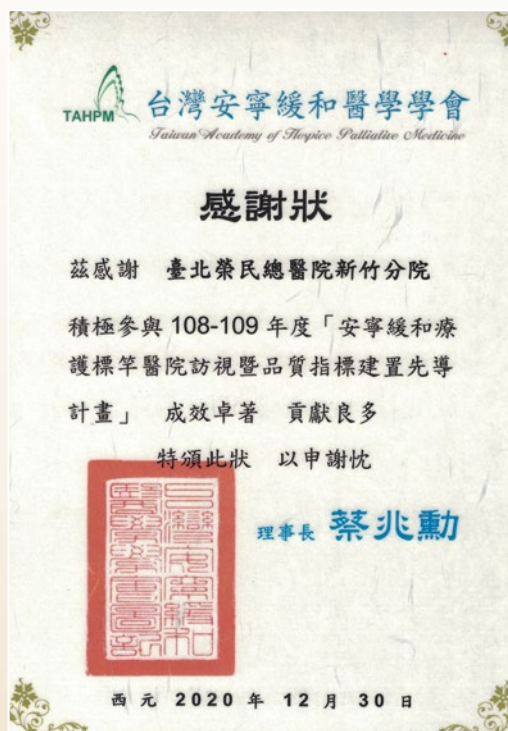 TAHPM
台灣安寧緩和醫學學會
Taiwan Academy of Hospice Palliative Medicine
感謝狀
茲感謝 臺北榮民總醫院新竹分院
積極參與 108-109 年度「安寧緩和療
護標竿醫院訪視暨品質指標建置先導
計畫」 成效卓著 貢獻良多
特頒此狀 以申謝忱
理事長 蔡兆勳
西元 2020 年 12 月 30 日